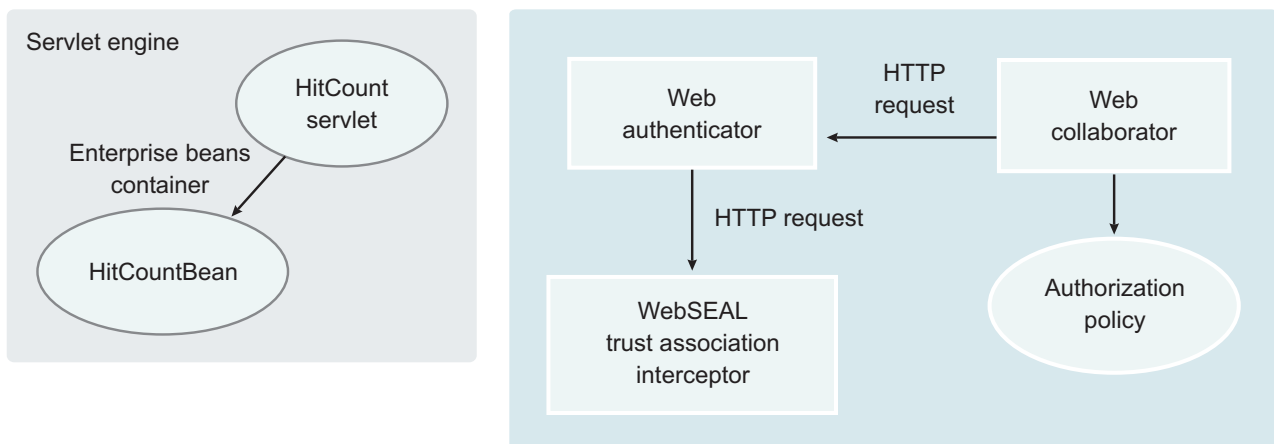 Servlet engine
HitCount
servlet
Enterprise beans
container
HitCountBean
Web
authenticator
HTTP
request
Web
collaborator
HTTP request
WebSEAL
trust association
interceptor
Authorization
policy